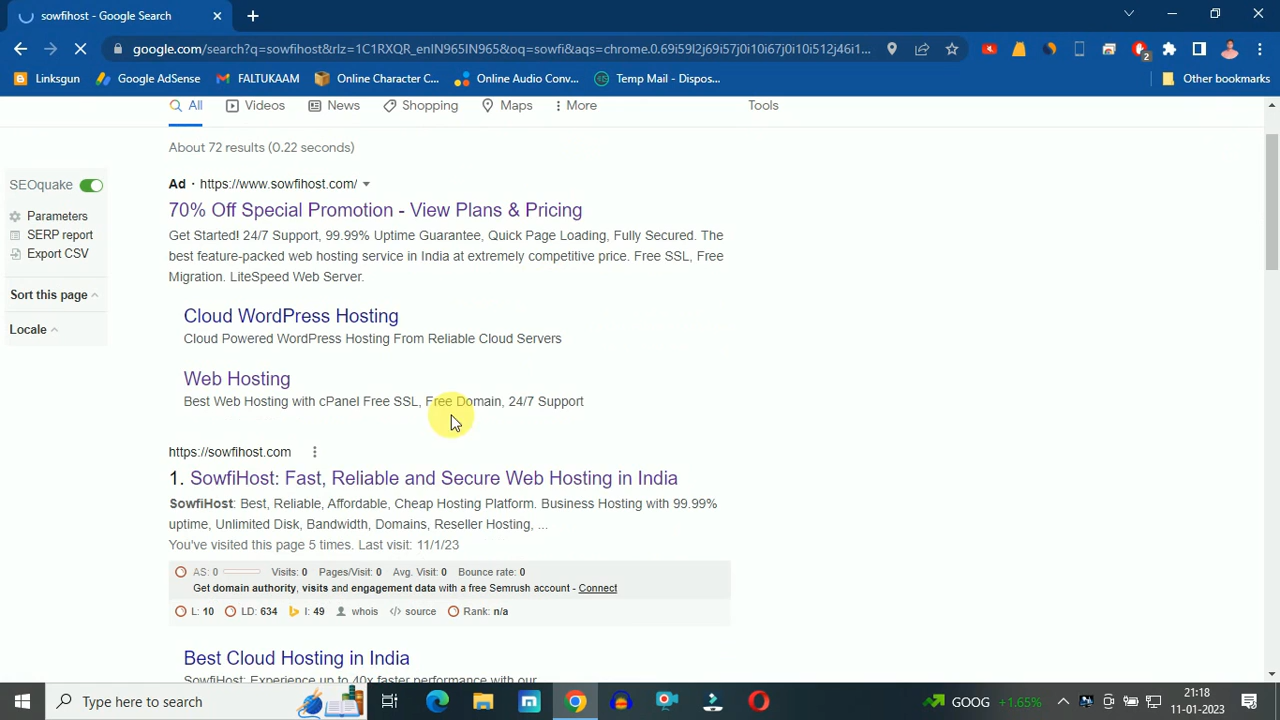 sowfihost - Google Search
google.com/search?q=sowfihost&rlz=1C1RXQR_enIN965IN965&oq=sowfi&aqs=chrome.0.69i59l2j69i57j0i10i67j0i10i512j46i1...
2
Linksgun
Google AdSense
FALTUKAAM
Online Character C...
Online Audio Conv...
Temp Mail - Dispos...
Other bookmarks
All
Videos
News
Shopping
Maps
More
Tools
About 72 results (0.22 seconds)
SEOquake
Parameters
SERP report
Export CSV
Sort this page
Locale
Ad · https://www.sowfihost.com/
70% Off Special Promotion - View Plans & Pricing
Get Started! 24/7 Support, 99.99% Uptime Guarantee, Quick Page Loading, Fully Secured. The
best feature-packed web hosting service in India at extremely competitive price. Free SSL, Free
Migration. LiteSpeed Web Server.
Cloud WordPress Hosting
Cloud Powered WordPress Hosting From Reliable Cloud Servers
Web Hosting
Best Web Hosting with cPanel Free SSL, Free Domain, 24/7 Support
https://sowfihost.com
1. SowfiHost: Fast, Reliable and Secure Web Hosting in India
SowfiHost: Best, Reliable, Affordable, Cheap Hosting Platform. Business Hosting with 99.99%
uptime, Unlimited Disk, Bandwidth, Domains, Reseller Hosting, ...
You've visited this page 5 times. Last visit: 11/1/23
AS: 0 Visits: 0 Pages/Visit: 0 Avg. Visit: 0 Bounce rate: 0
Get domain authority, visits and engagement data with a free Semrush account - Connect
L: 10 LD: 634 I: 49 whois source Rank: n/a
Best Cloud Hosting in India
SowfiHost: Experience up to 40x faster performance with our
Type here to search
GOOG +1.65%
21:18
11-01-2023